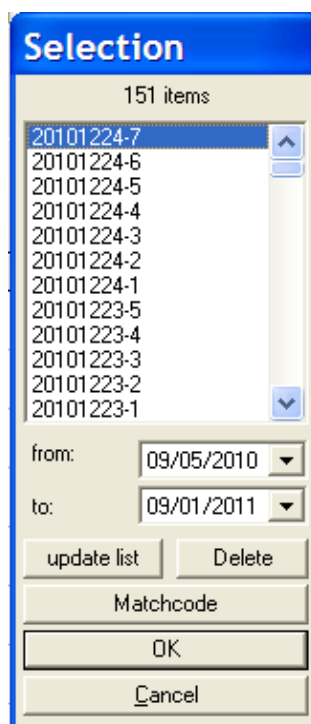 Selection
151 items
20101224-7
20101224-6
20101224-5
20101224-4
20101224-3
20101224-2
20101224-1
20101223-5
20101223-4
20101223-3
20101223-2
20101223-1
from: 09/05/2010
to: 09/01/2011
update list Delete
Matchcode
OK
Cancel